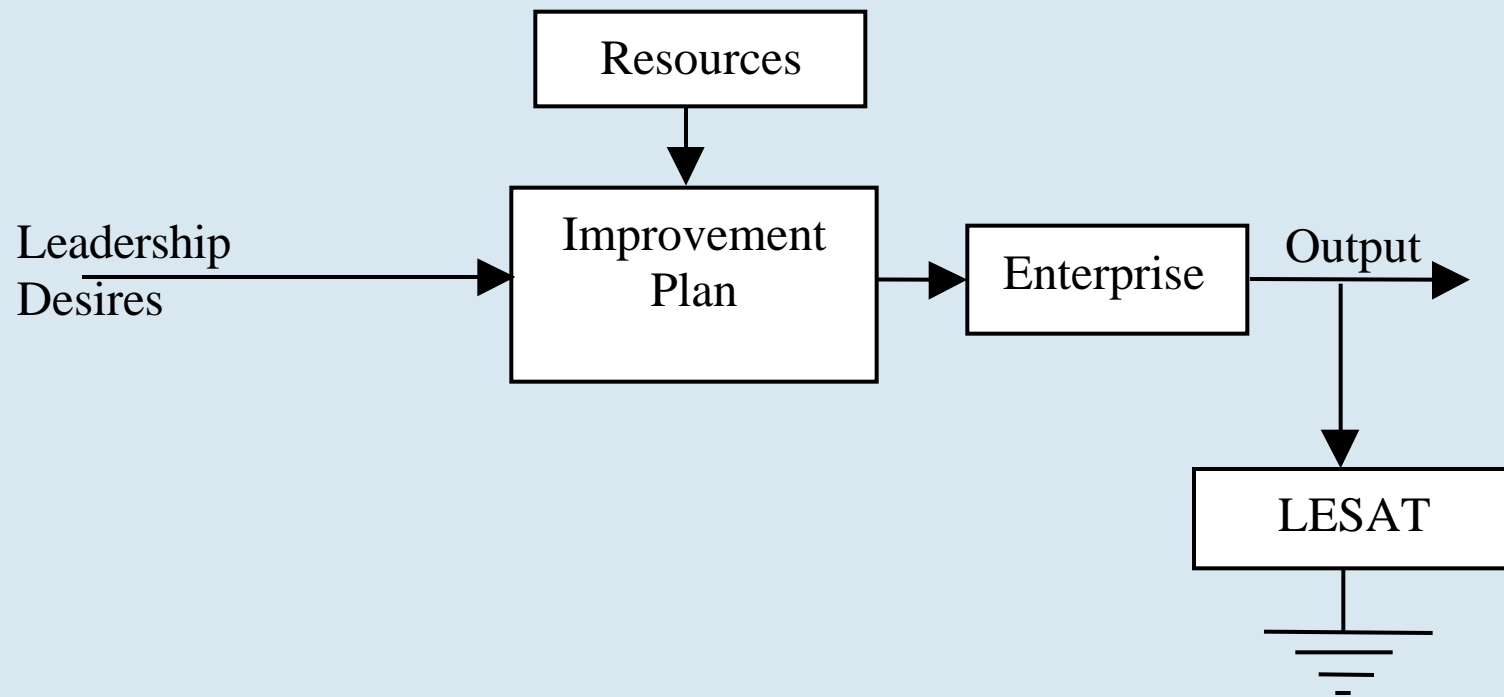 Resources
Leadership
Desires
Improvement
Plan
Enterprise
Output
LESAT